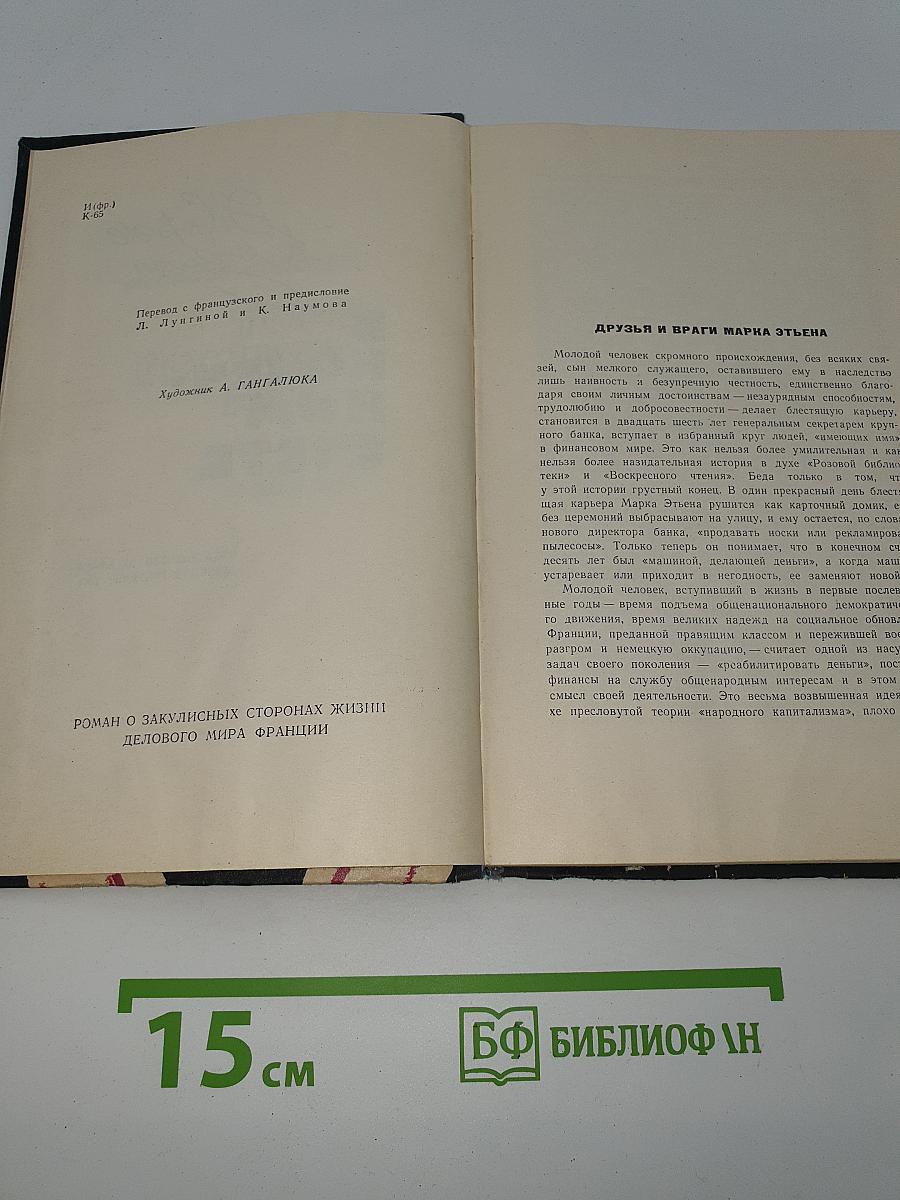 И(фр.)
К-65
Перевод с французского и предисловие
Л. Лунгиной и К. Наумова
Художник А. ГАНГАЛЮКА
РОМАН О ЗАКУЛИСНЫХ СТОРОНАХ ЖИЗНИ
ДЕЛОВОГО МИРА ФРАНЦИИ
ДРУЗЬЯ И ВРАГИ МАРКА ЭТЬЕНА
Молодой человек скромного происхождения, без всяких свя-
зей, сын мелкого служащего, оставившего ему в наследство
лишь наивность и безупречную честность, единственно благо-
даря своим личным достоинствам — незаурядным способностям,
трудолюбию и добросовестности — делает блестящую карьеру,
становится в двадцать шесть лет генеральным секретарем круп-
ного банка, вступает в избранный круг людей, «имеющих имя»
в финансовом мире. Это как нельзя более умилительная и как
нельзя более назидательная история в духе «Розовой библио
теки» и «Воскресного чтения». Беда только в том, чт
у этой истории грустный конец. В один прекрасный день блестя
щая карьера Марка Этьена рушится как карточный домик, е
без церемоний выбрасывают на улицу, и ему остается, по слова
нового директора банка, «продавать носки или рекламирова
пылесосы». Только теперь он понимает, что в конечном сч
десять лет был «машиной, делающей деньги», а когда маш
устаревает или приходит в негодность, ее заменяют новой
Молодой человек, вступивший в жизнь в первые послев
ные годы — время подъема общенационального демократиче
го движения, время великих надежд на социальное обновл
Франции, преданной правящим классом и пережившей вое
разгром и немецкую оккупацию, — считает одной из насу
задач своего поколения — «реабилитировать деньги», пост
финансы на службу общенародным интересам и в этом
смысл своей деятельности. Это весьма возвышенная идея
хе пресловутой теории «народного капитализма», плохо
15 см
БФ БИБЛИОФ